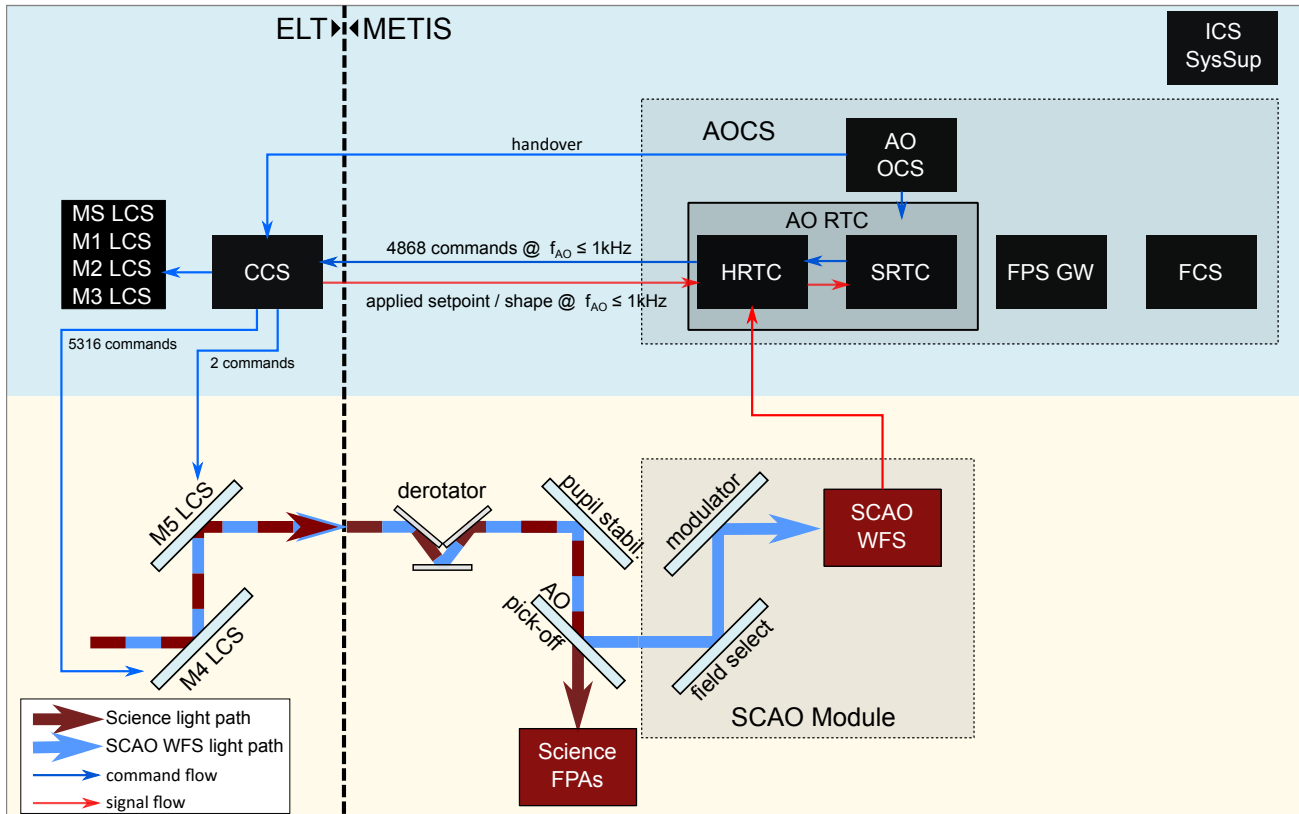 ELT METIS
ICS
SysSup
AOCS
AO
OCS
handover
MS LCS
M1 LCS
M2 LCS
M3 LCS
CCS
4868 commands @ fAO ≤ 1kHz
applied setpoint / shape @ fAO ≤ 1kHz
AO RTC
HRTC
SRTC
FPS GW
FCS
5316 commands
2 commands
M5 LCS
M4 LCS
derotator
pupil stabil.
AO
pick-off
modulator
field select
SCAO
WFS
SCAO Module
Science
FPAs
Science light path
SCAO WFS light path
command flow
signal flow